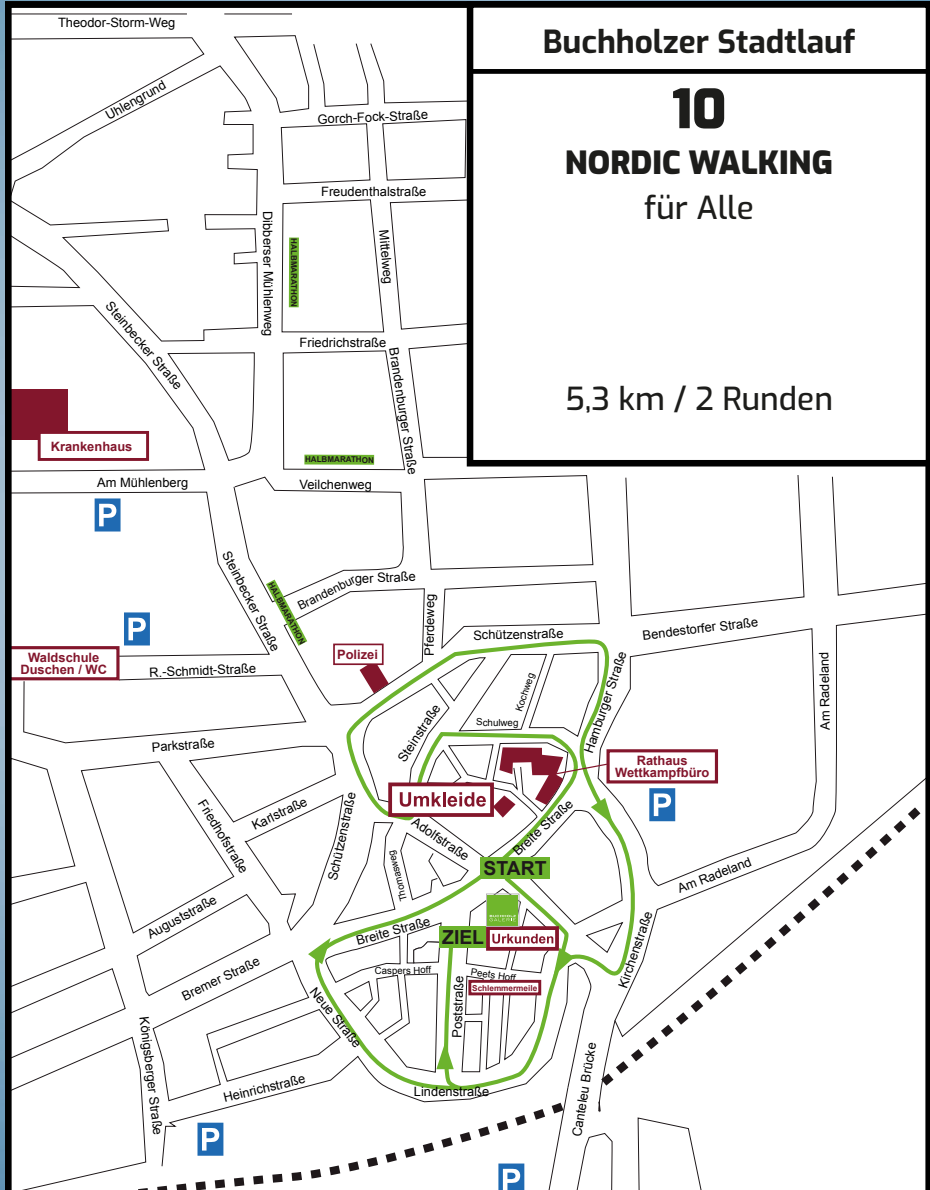 Theodor-Storm-Weg
Buchholzer Stadtlauf
10
NORDIC WALKING
für Alle
5,3 km / 2 Runden
Uhlengrund
Gorch-Fock-Straße
Freudenthalstraße
Dibberser Mühlenweg
HALBMARATHON
Mittelweg
Steinbecker Straße
Friedrichstraße
Brandenburger Straße
Krankenhaus
HALBMARATHON
Am Mühlenberg
Veilchenweg
P
Steinbecker Straße
HALBMARATHON
Brandenburger Straße
Pferdeweg
P
Schützenstraße
Bendestorfer Straße
Waldschule
Duschen / WC
R.-Schmidt-Straße
Polizei
Kochweg
Hamburger Straße
Am Radeland
Steinstraße
Schulweg
Parkstraße
Rathaus
Wettkampfbüro
P
Umkleide
Karlstraße
Friedhofstraße
Schützenstraße
Adolfstraße
Breite Straße
Thomasweg
START
Am Radeland
BUCHHOLZ
GALERIE
Auguststraße
Breite Straße
ZIEL
Urkunden
Kirchenstraße
Bremer Straße
Caspers Hoff
Peets Hoff
Schlemmermeile
Neue Straße
Poststraße
Königsberger Straße
Heinrichstraße
Lindenstraße
Canteleu Brücke
P
P